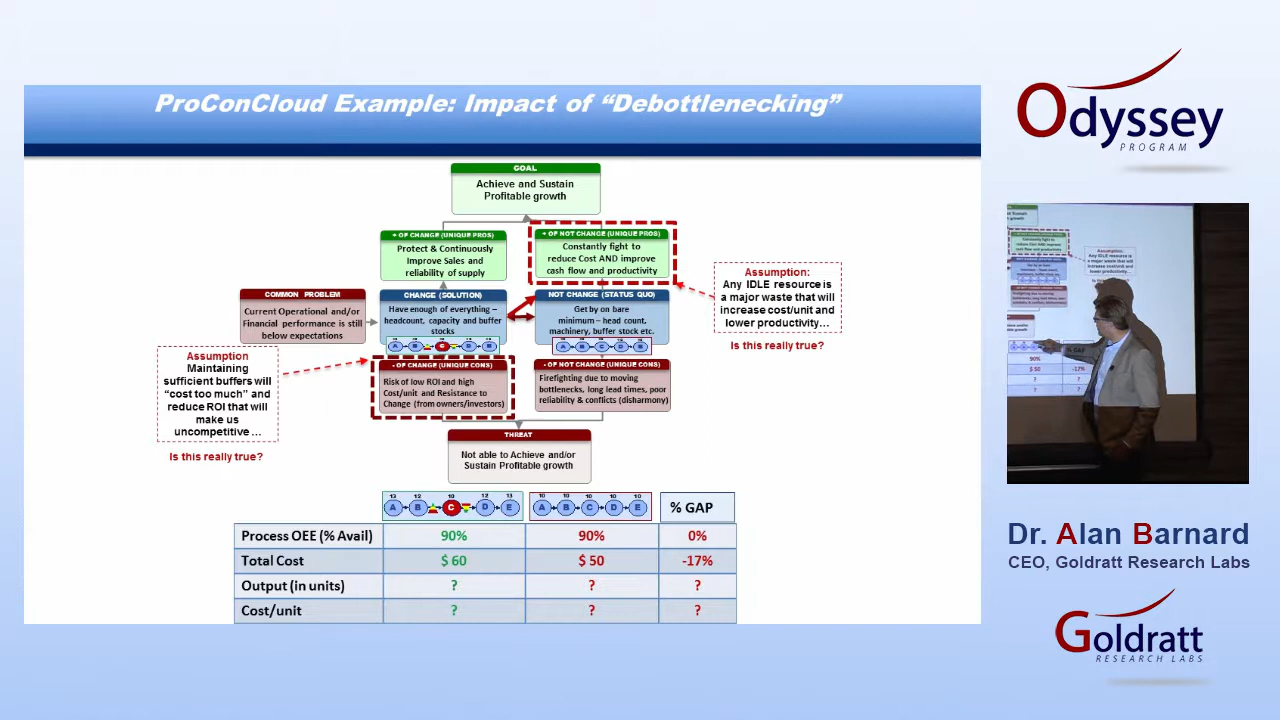 ProConCloud Example: Impact of “Debottlenecking”
GOAL
Achieve and Sustain
Profitable growth
+ OF CHANGE (UNIQUE PROS)
Protect & Continuously
Improve Sales and
reliability of supply
+ OF NOT CHANGE (UNIQUE PROS)
Constantly fight to
reduce Cost AND improve
cash flow and productivity
Assumption:
Any IDLE resource is
a major waste that will
increase cost/unit and
lower productivity…
Is this really true?
COMMON PROBLEM
Current Operational and/or
Financial performance is still
below expectations
CHANGE (SOLUTION)
Have enough of everything –
headcount, capacity and buffer
stocks
A B C D E
NOT CHANGE (STATUS QUO)
Get by on bare
minimum – head count,
machinery, buffer stock etc.
A B C D E
Assumption
Maintaining
sufficient buffers will
“cost too much” and
reduce ROI that will
make us
uncompetitive …
Is this really true?
- OF CHANGE (UNIQUE CONS)
Risk of low ROI and high
Cost/unit and Resistance to
Change (from owners/investors)
- OF NOT CHANGE (UNIQUE CONS)
Firefighting due to moving
bottlenecks, long lead times, poor
reliability & conflicts (disharmony)
THREAT
Not able to Achieve and/or
Sustain Profitable growth
13 12 10 12 13
A B C D E
10 10 10 10 10
A B C D E
% GAP
Process OEE (% Avail) 90% 90% 0%
Total Cost $ 60 $ 50 -17%
Output (in units) ? ? ?
Cost/unit ? ? ?
Odyssey
PROGRAM
Dr. Alan Barnard
CEO, Goldratt Research Labs
Goldratt
RESEARCH LABS